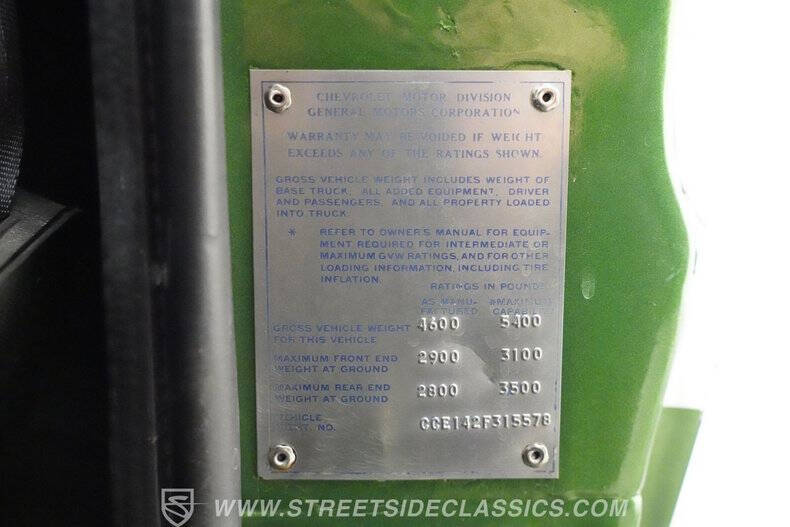 CHEVROLET MOTOR DIVISION
GENERAL MOTORS CORPORATION
WARRANTY MAY BE VOIDED IF WEIGHT
EXCEEDS ANY OF THE RATINGS SHOWN.
GROSS VEHICLE WEIGHT INCLUDES WEIGHT OF
BASE TRUCK, ALL ADDED EQUIPMENT, DRIVER
AND PASSENGERS, AND ALL PROPERTY LOADED
INTO TRUCK
* REFER TO OWNER'S MANUAL FOR EQUIP-
MENT REQUIRED FOR INTERMEDIATE OR
MAXIMUM GVW RATINGS, AND FOR OTHER
LOADING INFORMATION, INCLUDING TIRE
INFLATION.
RATINGS IN POUNDS
AS MANU- *MAXIMUM
FACTURED CAPABILITY
GROSS VEHICLE WEIGHT 4600 5400
FOR THIS VEHICLE
MAXIMUM FRONT END 2900 3100
WEIGHT AT GROUND
MAXIMUM REAR END 2800 3500
WEIGHT AT GROUND
VEHICLE
IDENT. NO. CCE142F315578
WWW.STREETSIDECLASSICS.COM